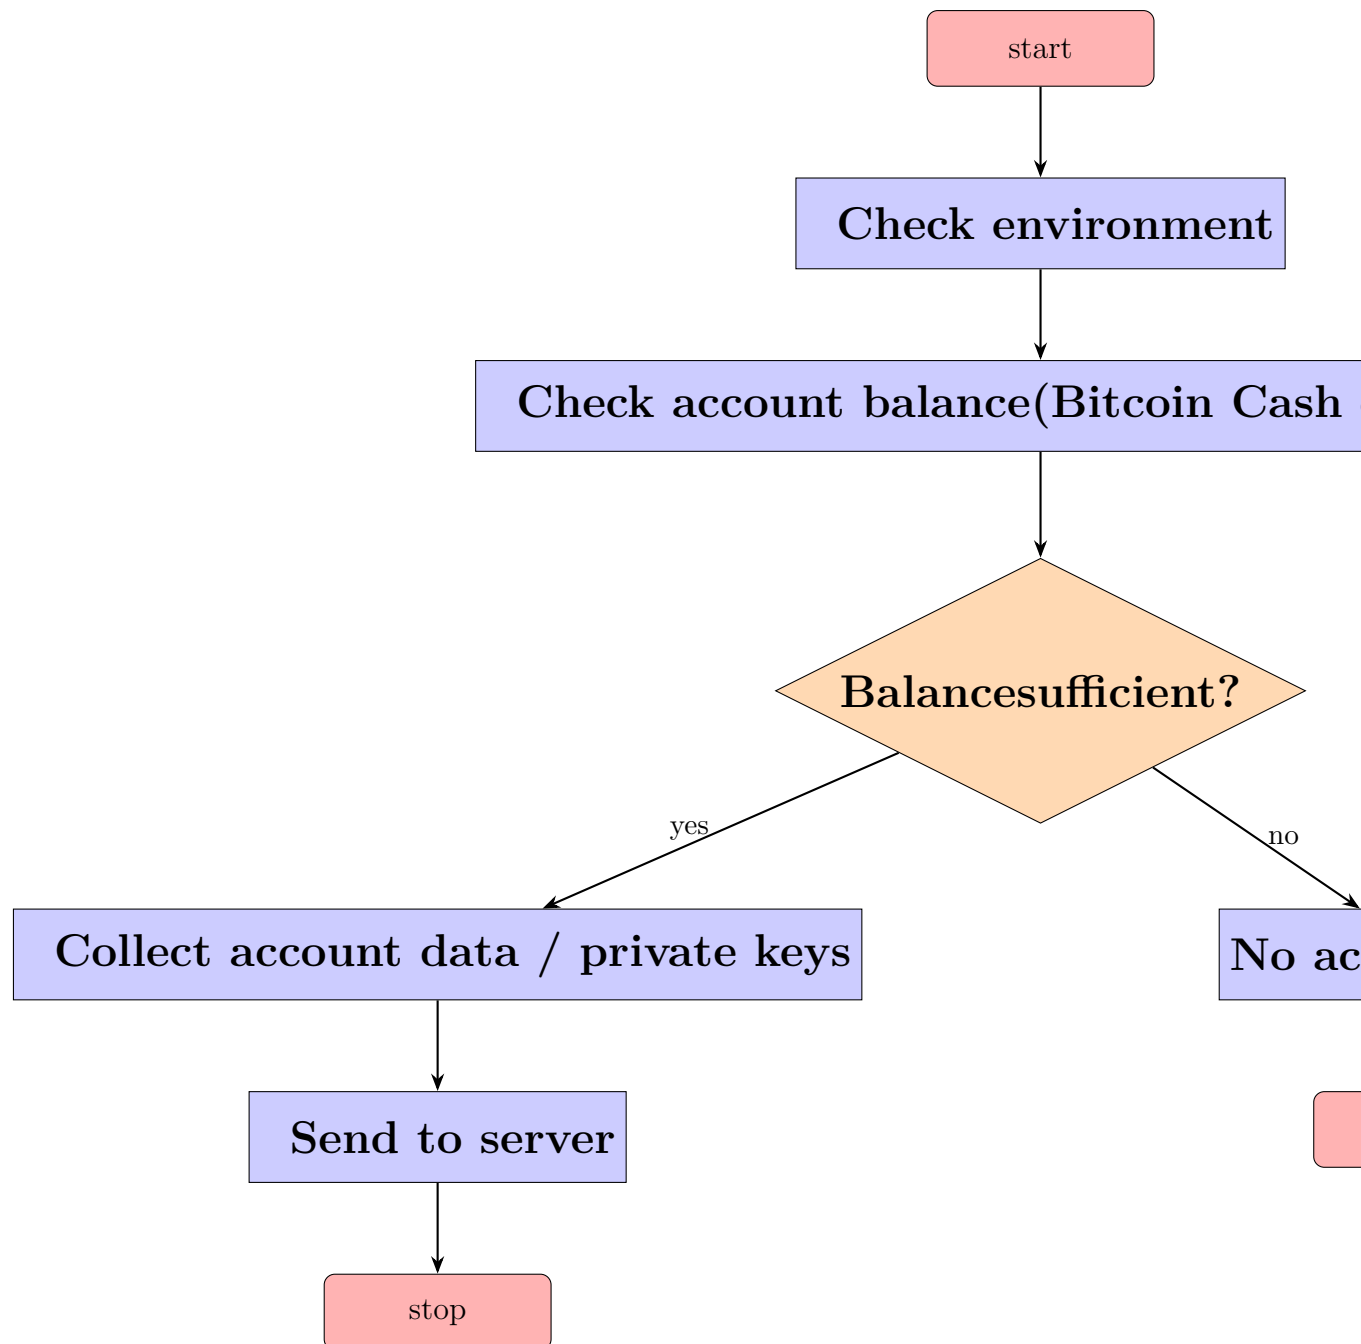 start
Check environment
Check account balance(Bitcoin Cash
Balancesufficient?
yes
no
Collect account data / private keys
No ac
Send to server
stop